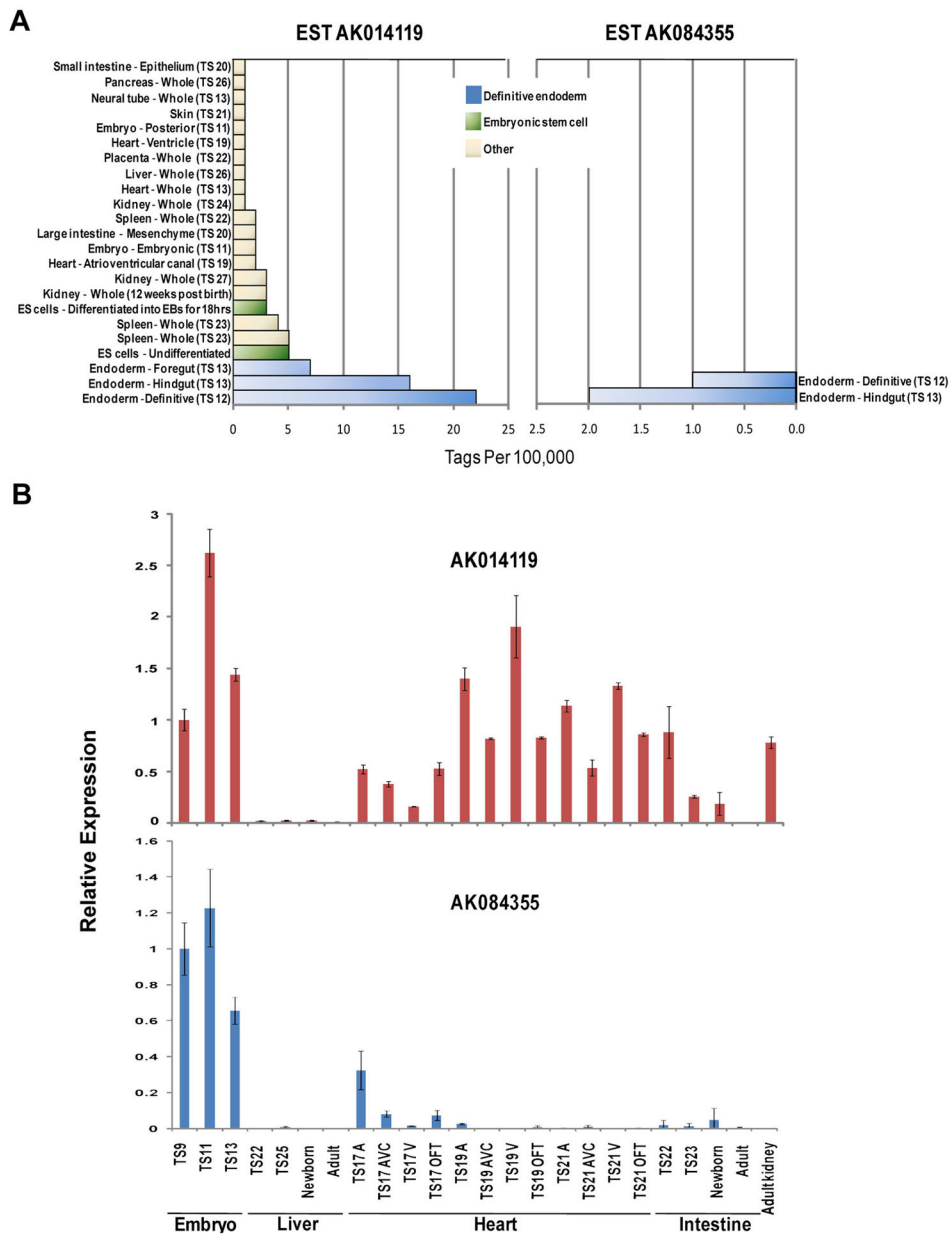 A
EST AK014119
EST AK084355
Small intestine - Epithelium (TS 20)
Pancreas - Whole (TS 26)
Neural tube - Whole (TS 13)
Skin (TS 21)
Embryo - Posterior (TS 11)
Heart - Ventricle (TS 19)
Placenta - Whole (TS 22)
Liver - Whole (TS 26)
Heart - Whole (TS 13)
Kidney - Whole (TS 24)
Spleen - Whole (TS 22)
Large intestine - Mesenchyme (TS 20)
Embryo - Embryonic (TS 11)
Heart - Atrioventricular canal (TS 19)
Kidney - Whole (TS 27)
Kidney - Whole (12 weeks post birth)
ES cells - Differentiated into EBs for 18hrs
Spleen - Whole (TS 23)
Spleen - Whole (TS 23)
ES cells - Undifferentiated
Endoderm - Foregut (TS 13)
Endoderm - Hindgut (TS 13)
Endoderm - Definitive (TS 12)
Definitive endoderm
Embryonic stem cell
Other
Endoderm - Definitive (TS 12)
Endoderm - Hindgut (TS 13)
0 5 10 15 20 25
2.5 2.0 1.5 1.0 0.5 0.0
Tags Per 100,000
B
Relative Expression
AK014119
3
2.5
2
1.5
1
0.5
0
AK084355
1.6
1.4
1.2
1
0.8
0.6
0.4
0.2
0
TS9
TS11
TS13
TS22
TS25
Newborn
Adult
TS17 A
TS17 AVC
TS17 V
TS17 OFT
TS19 A
TS19 AVC
TS19 V
TS19 OFT
TS21 A
TS21 AVC
TS21 V
TS21 OFT
TS22
TS23
Newborn
Adult
Adult kidney
Embryo Liver Heart Intestine